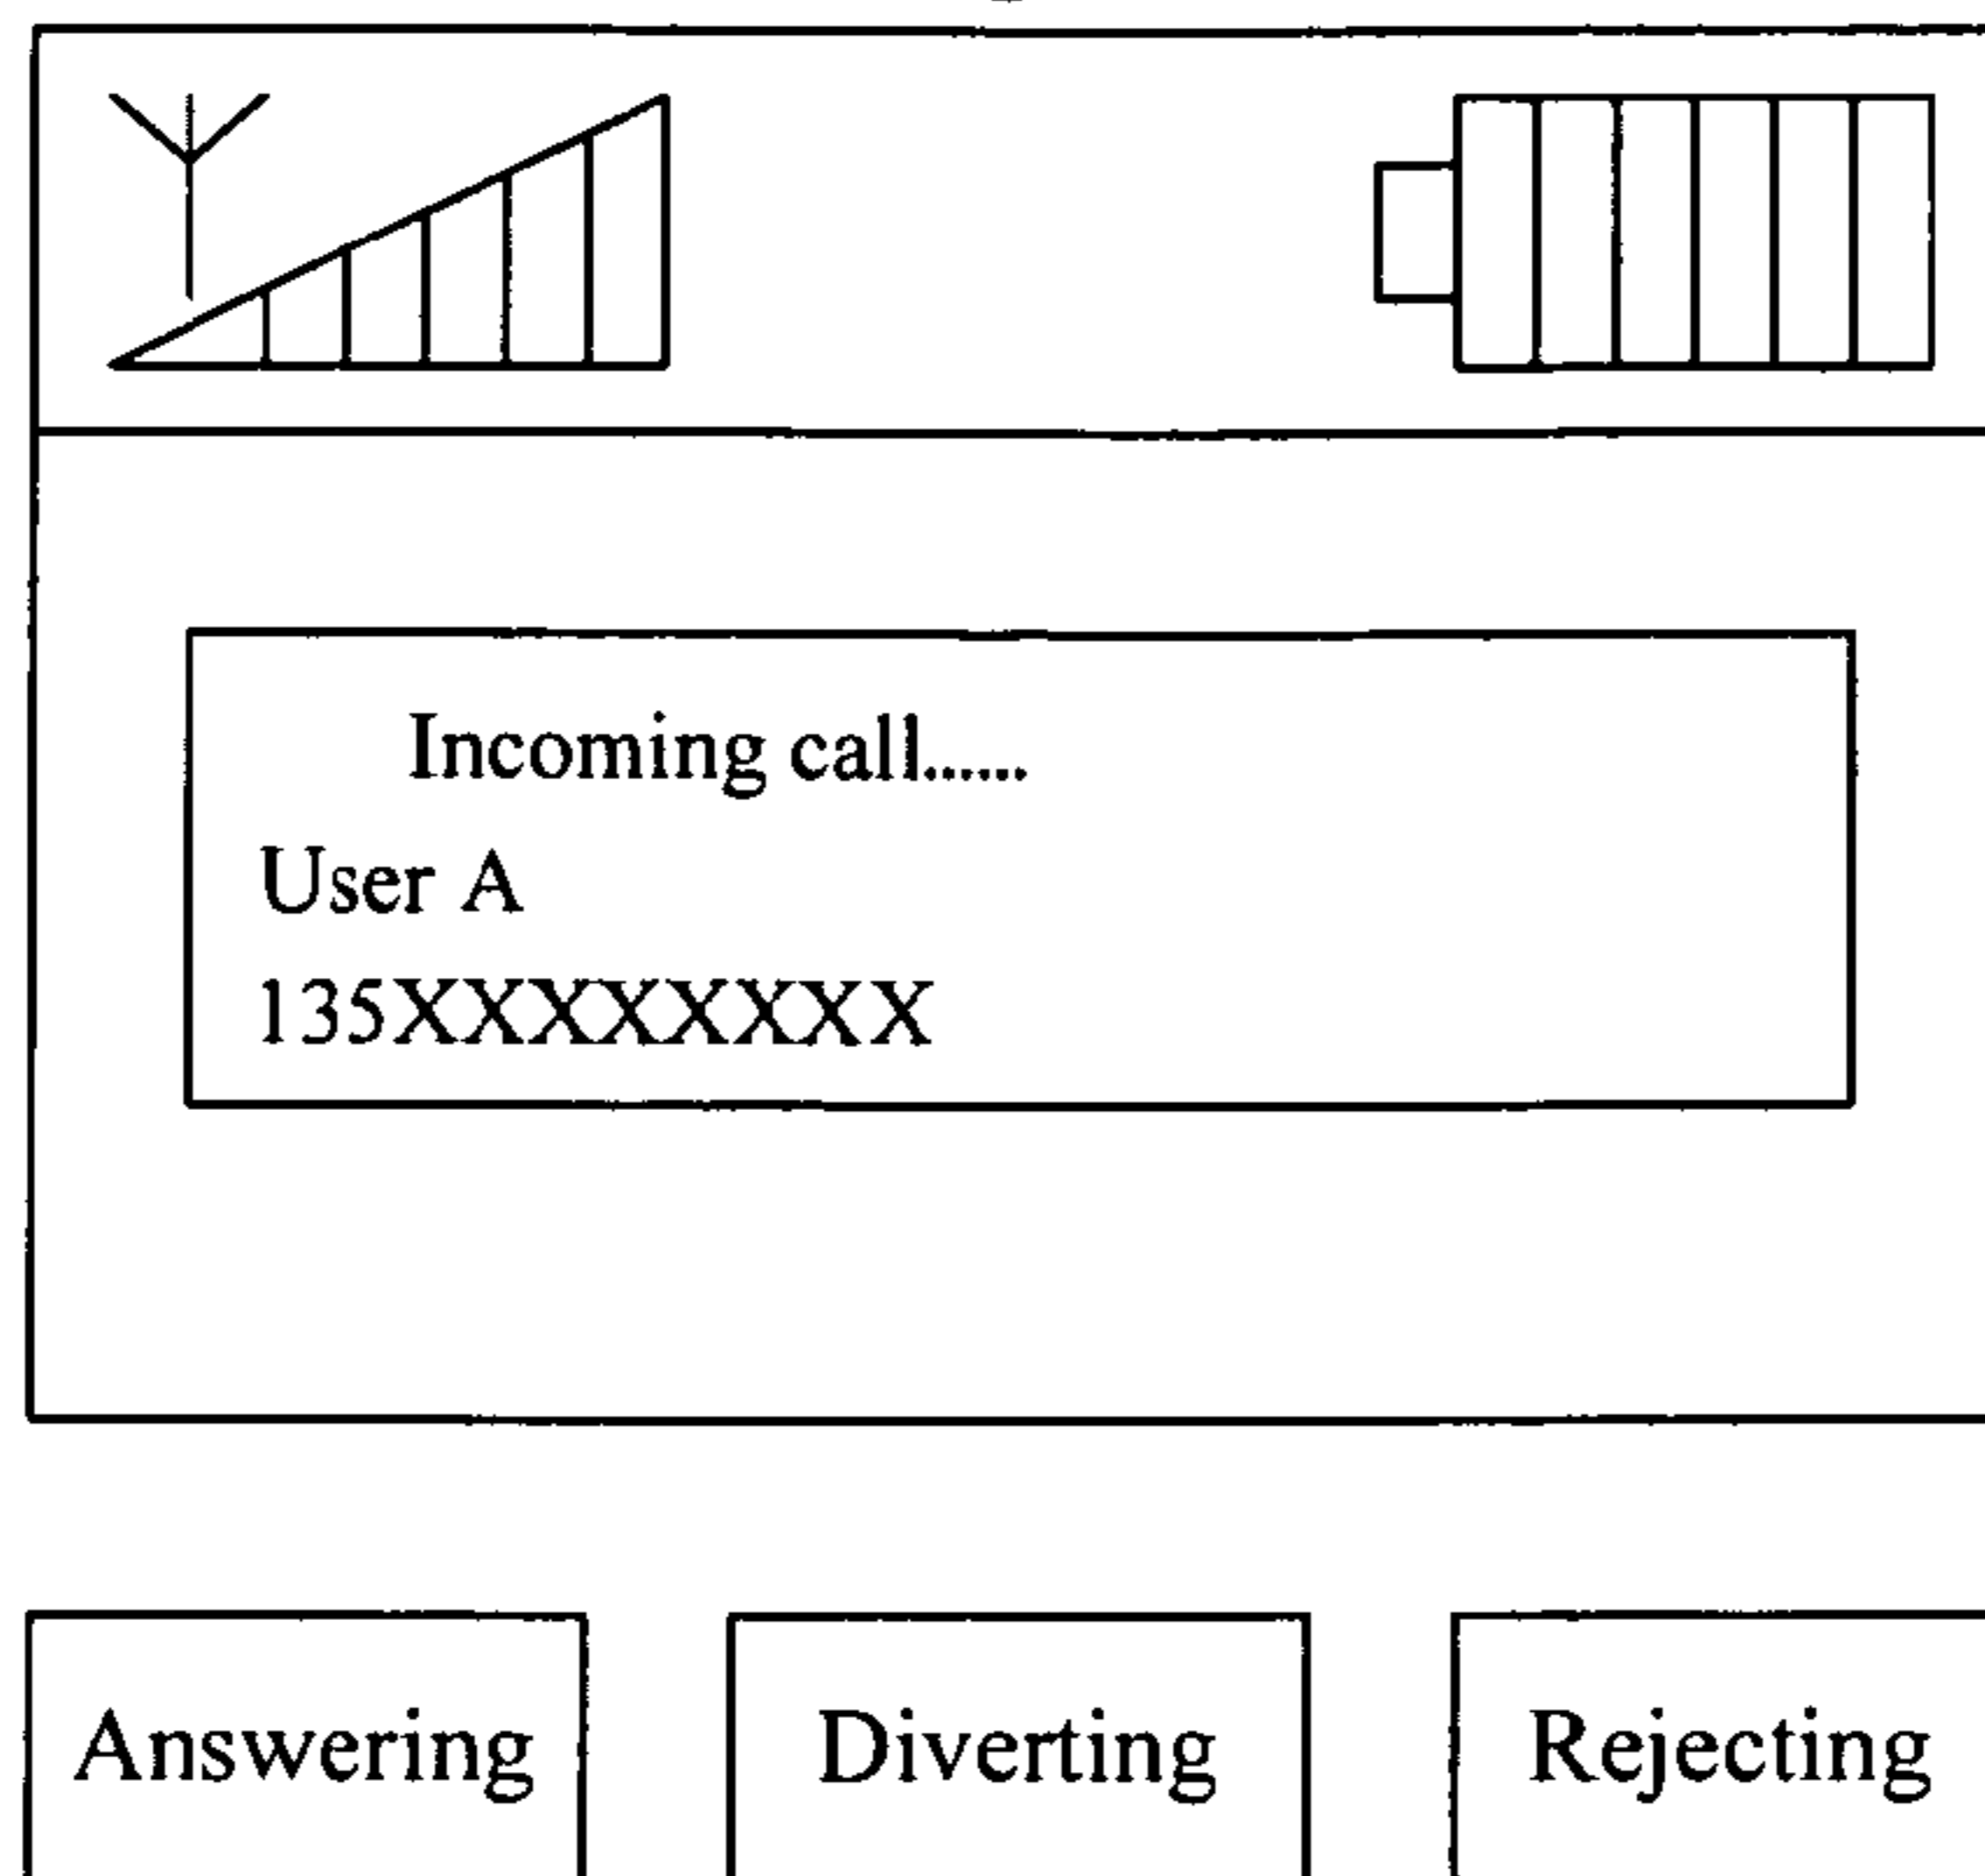 Incoming call......
User A
135XXXXXXXX
Answering
Diverting
Rejecting